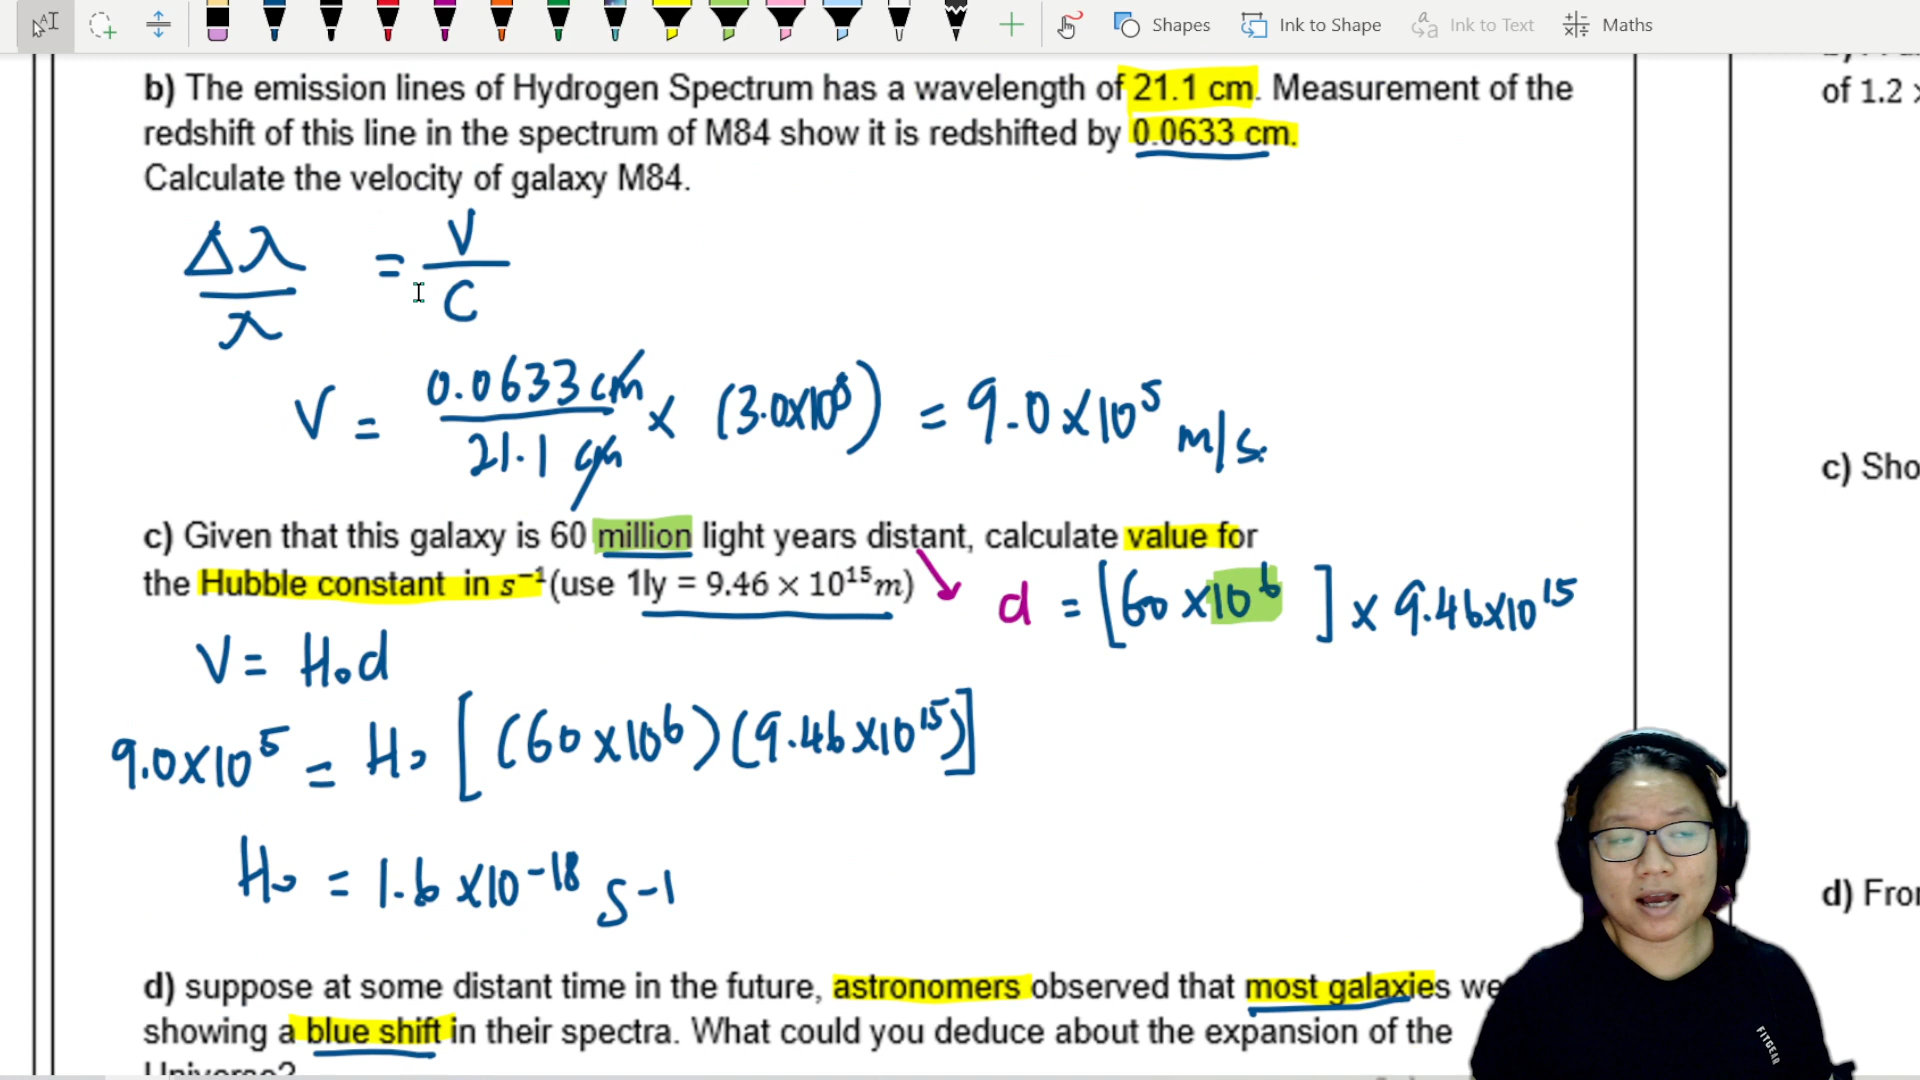 Shapes
Ink to Shape
Ink to Text
Maths
b) The emission lines of Hydrogen Spectrum has a wavelength of 21.1 cm. Measurement of the
redshift of this line in the spectrum of M84 show it is redshifted by 0.0633 cm.
Calculate the velocity of galaxy M84.
Δλ/λ = V/C
V = 0.0633 cm/21.1 cm × (3.0×10⁸) = 9.0×10⁵ m/s.
c) Given that this galaxy is 60 million light years distant, calculate value for
the Hubble constant in s⁻¹(use 1ly = 9.46 × 10¹⁵m)
d = [60 ×10⁶ ] × 9.46×10¹⁵
V = H₀d
9.0×10⁵ = H₀ [(60×10⁶)(9.46×10¹⁵)]
H₀ = 1.6 ×10⁻¹⁸ s⁻¹
d) suppose at some distant time in the future, astronomers observed that most galaxies we
showing a blue shift in their spectra. What could you deduce about the expansion of the
Universe?
of 1.2 ×
c) Sho
d) Fron
FITGEAR